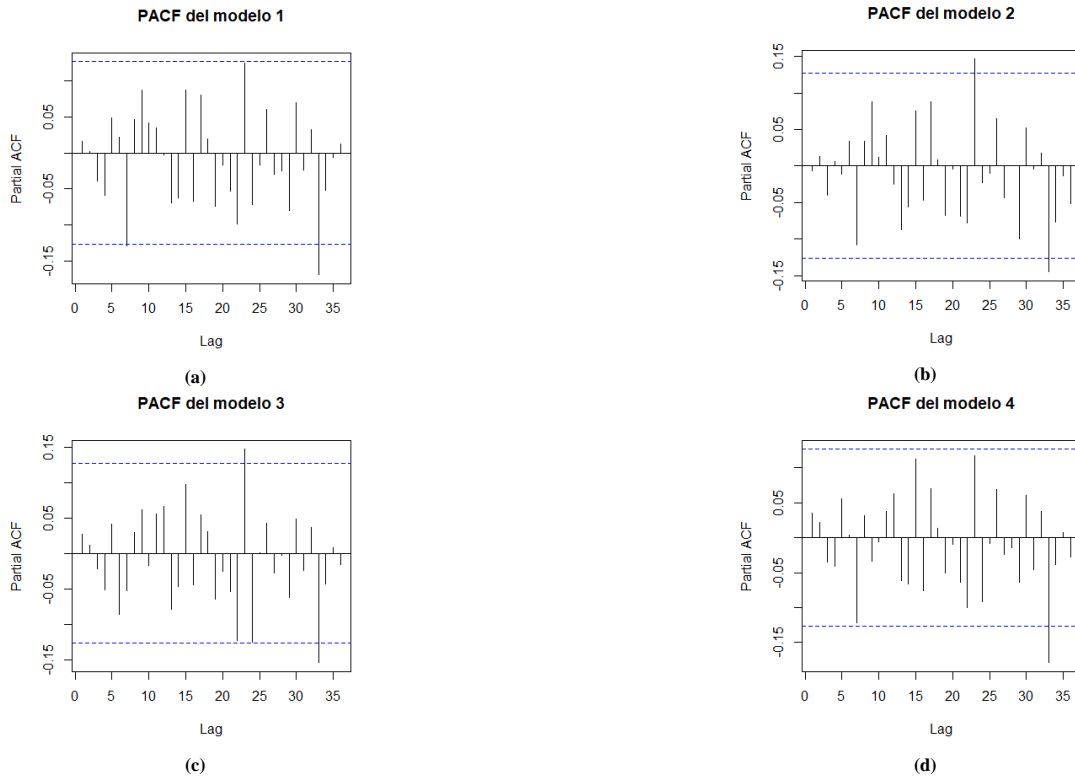 PACF del modelo 1
Partial ACF
0.05
-0.05
-0.15
0 5 10 15 20 25 30 35
Lag
(a)
PACF del modelo 2
Partial ACF
0.15
0.05
-0.05
-0.15
0 5 10 15 20 25 30 35
Lag
(b)
PACF del modelo 3
Partial ACF
0.15
0.05
-0.05
-0.15
0 5 10 15 20 25 30 35
Lag
(c)
PACF del modelo 4
Partial ACF
0.05
-0.05
-0.15
0 5 10 15 20 25 30 35
Lag
(d)